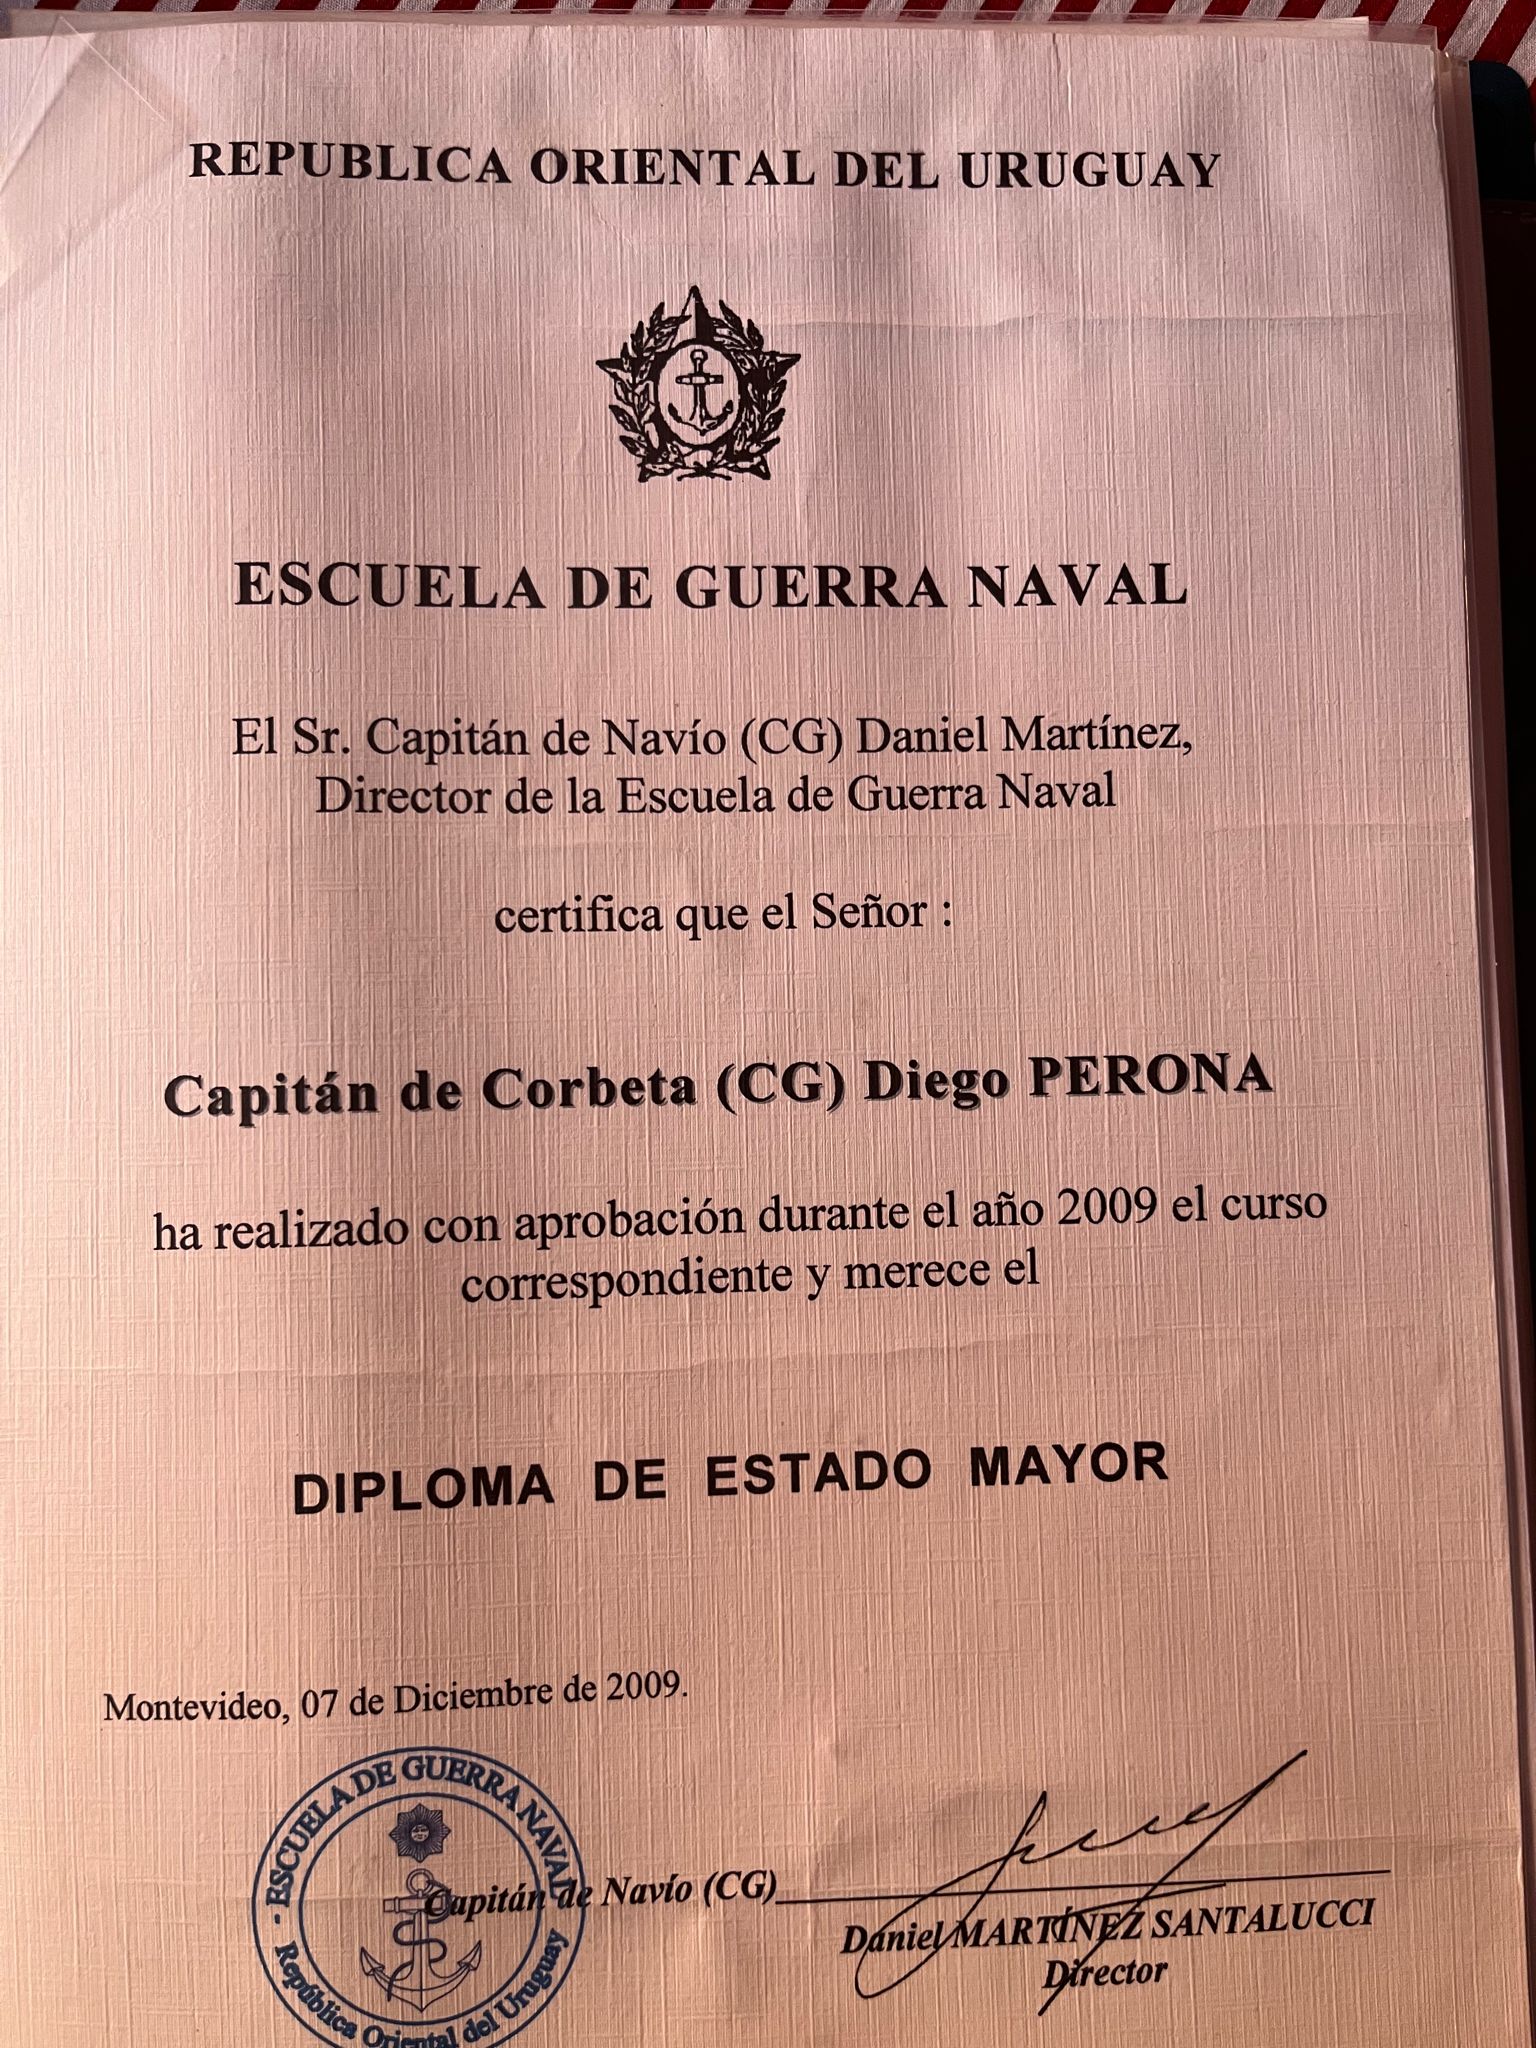 REPUBLICA ORIENTAL DEL URUGUAY
ESCUELA DE GUERRA NAVAL
El Sr. Capitán de Navío (CG) Daniel Martínez,
Director de la Escuela de Guerra Naval
certifica que el Señor :
Capitán de Corbeta (CG) Diego PERONA
ha realizado con aprobación durante el año 2009 el curso
correspondiente y merece el
DIPLOMA DE ESTADO MAYOR
Montevideo, 07 de Diciembre de 2009.
- ESCUELA DE GUERRA NAVAL
República Oriental del Uruguay
Capitán de Navío (CG)
Daniel MARTÍNEZ SANTALUCCI
Director